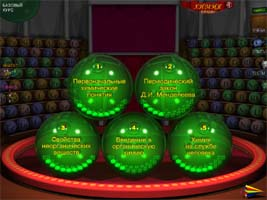 БАЗОВЫЙ
КУРС
ХИМИЯ
-1-
Первоначальные
химические
понятия
-2-
Периодический
закон
Д.И. Менделеева
-3-
Свойства
неорганических
веществ
-4-
Введение в
органическую
химию
-5-
Химия
на службе
человека